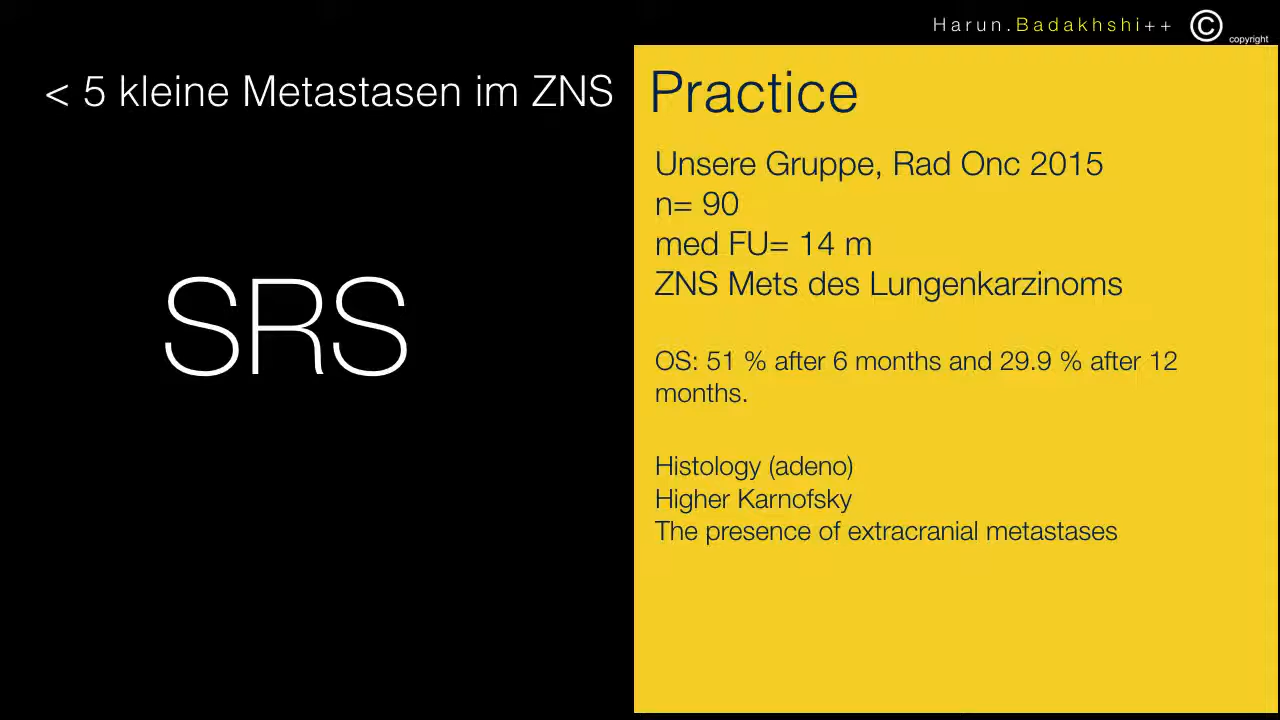 Harun.Badakhshi++ © copyright
< 5 kleine Metastasen im ZNS
SRS
Practice
Unsere Gruppe, Rad Onc 2015
n= 90
med FU= 14 m
ZNS Mets des Lungenkarzinoms
OS: 51 % after 6 months and 29.9 % after 12
months.
Histology (adeno)
Higher Karnofsky
The presence of extracranial metastases